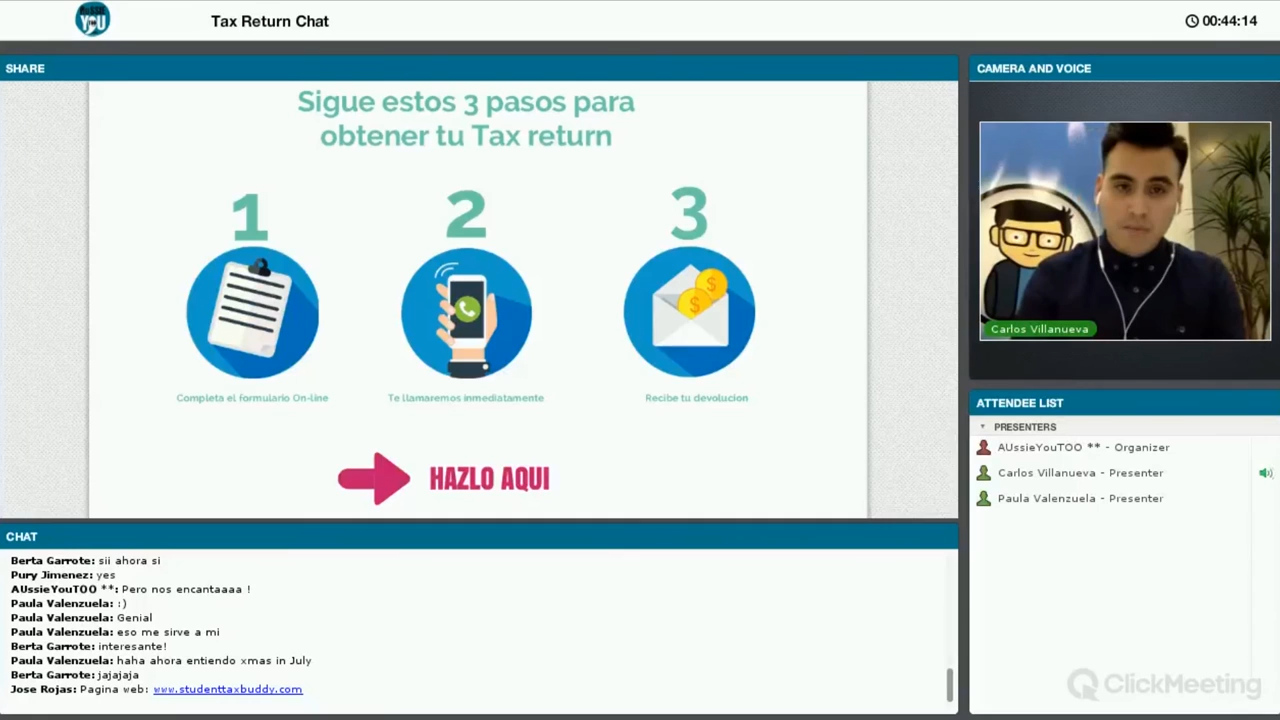 AUSSIE
YOU
TOO
Tax Return Chat
00:44:14
SHARE
Sigue estos 3 pasos para
obtener tu Tax return
1
2
3
$
$
Completa el formulario On-line
Te llamaremos inmediatamente
Recibe tu devolucion
HAZLO AQUI
CAMERA AND VOICE
Carlos Villanueva
ATTENDEE LIST
PRESENTERS
AUssieYouTOO ** - Organizer
Carlos Villanueva - Presenter
Paula Valenzuela - Presenter
CHAT
Berta Garrote: sii ahora si
Pury Jimenez: yes
AUssieYouTOO **: Pero nos encantaaaa !
Paula Valenzuela: :)
Paula Valenzuela: Genial
Paula Valenzuela: eso me sirve a mi
Berta Garrote: interesante!
Paula Valenzuela: haha ahora entiendo xmas in July
Berta Garrote: jajajaja
Jose Rojas: Pagina web: www.studenttaxbuddy.com
ClickMeeting